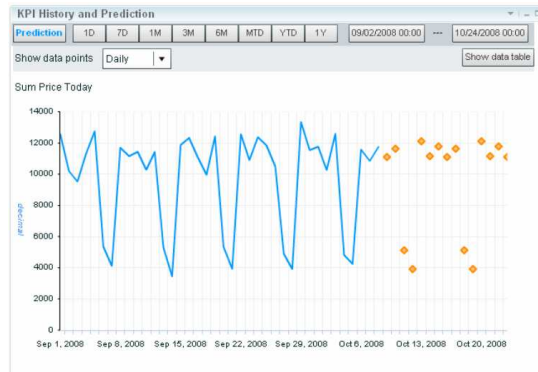 KPI History and Prediction
Prediction 1D 7D 1M 3M 6M MTD YTD 1Y 09/02/2008 00:00 --- 10/24/2008 00:00
Show data points Daily Show data table
Sum Price Today
14000
12000
10000
8000
6000
4000
2000
0
decimal
Sep 1, 2008 Sep 8, 2008 Sep 15, 2008 Sep 22, 2008 Sep 29, 2008 Oct 6, 2008 Oct 13, 2008 Oct 20, 2008